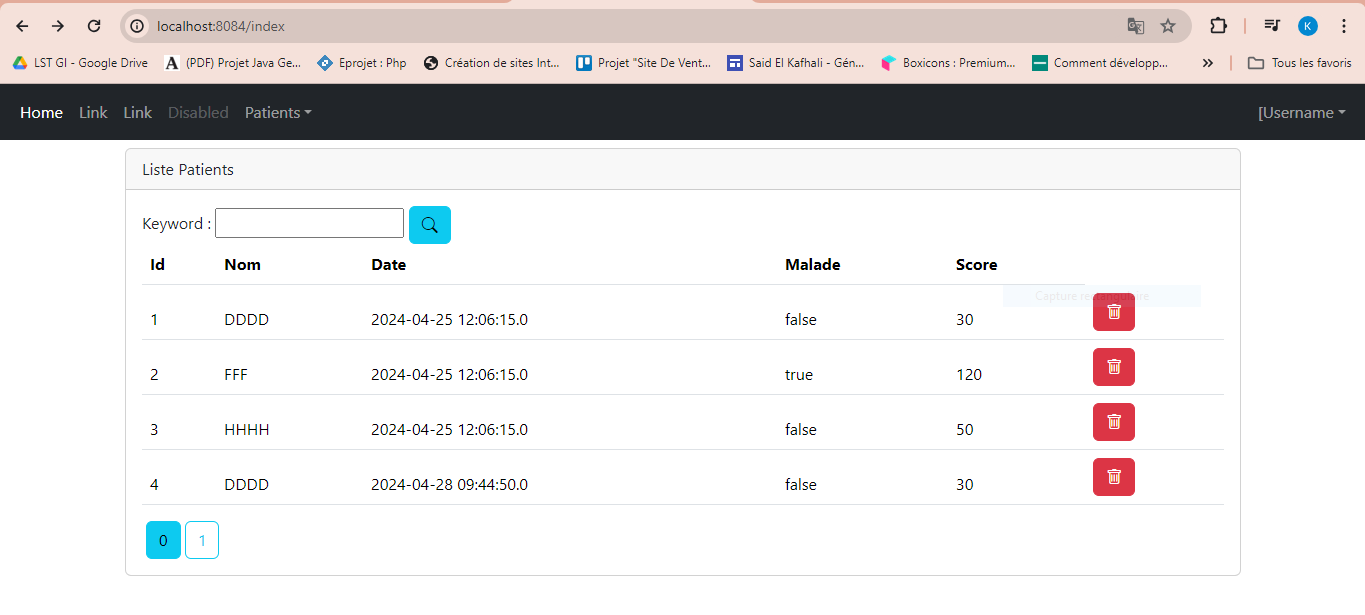 localhost:8084/index
K
LST GI - Google Drive A (PDF) Projet Java Ge... Eprojet : Php Création de sites Int... Projet "Site De Vent... Said El Kafhali - Gén... Boxicons : Premium... Comment développ... » Tous les favoris
Home Link Link Disabled Patients [Username
Liste Patients
Keyword :
Id Nom Date Malade Score
Capture rectangulaire
1 DDDD 2024-04-25 12:06:15.0 false 30
2 FFF 2024-04-25 12:06:15.0 true 120
3 HHHH 2024-04-25 12:06:15.0 false 50
4 DDDD 2024-04-28 09:44:50.0 false 30
0 1